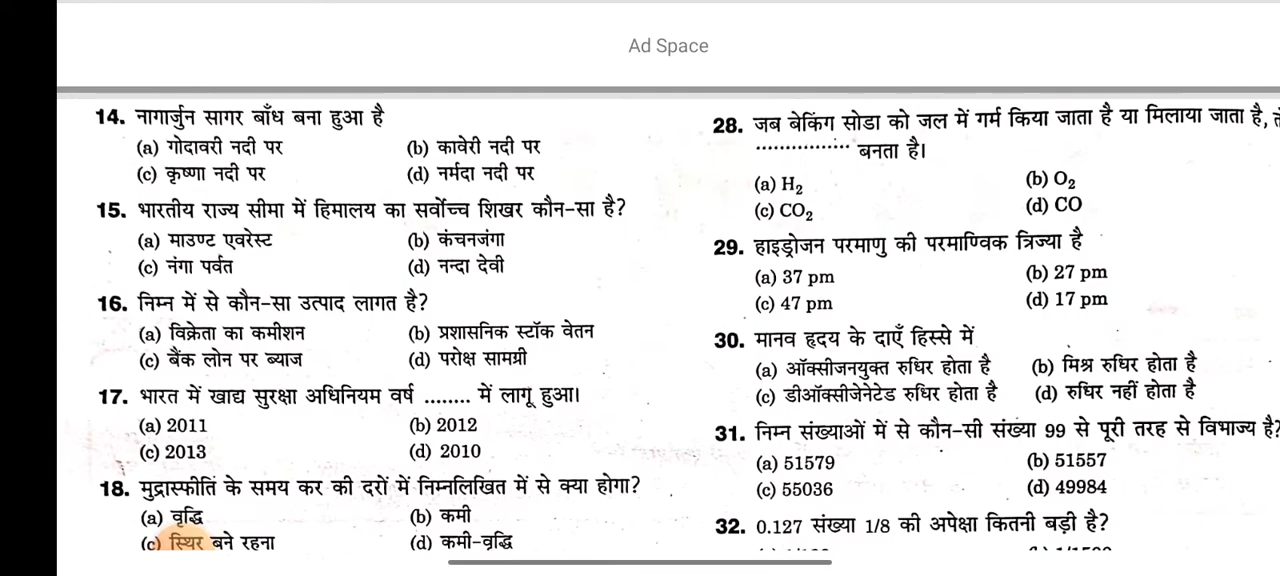 Ad Space
14. नागार्जुन सागर बाँध बना हुआ है
(a) गोदावरी नदी पर (b) कावेरी नदी पर
(c) कृष्णा नदी पर (d) नर्मदा नदी पर
15. भारतीय राज्य सीमा में हिमालय का सर्वोच्च शिखर कौन-सा है?
(a) माउण्ट एवरेस्ट (b) कंचनजंगा
(c) नंगा पर्वत (d) नन्दा देवी
16. निम्न में से कौन-सा उत्पाद लागत है?
(a) विक्रेता का कमीशन (b) प्रशासनिक स्टॉक वेतन
(c) बैंक लोन पर ब्याज (d) परोक्ष सामग्री
17. भारत में खाद्य सुरक्षा अधिनियम वर्ष ........ में लागू हुआ।
(a) 2011 (b) 2012
(c) 2013 (d) 2010
18. मुद्रास्फीति के समय कर की दरों में निम्नलिखित में से क्या होगा?
(a) वृद्धि (b) कमी
(c) स्थिर बने रहना (d) कमी-वृद्धि
28. जब बेकिंग सोडा को जल में गर्म किया जाता है या मिलाया जाता है,
................ बनता है।
(a) H₂ (b) O₂
(c) CO₂ (d) CO
29. हाइड्रोजन परमाणु की परमाण्विक त्रिज्या है
(a) 37 pm (b) 27 pm
(c) 47 pm (d) 17 pm
30. मानव हृदय के दाएँ हिस्से में
(a) ऑक्सीजनयुक्त रुधिर होता है (b) मिश्र रुधिर होता है
(c) डीऑक्सीजेनेटेड रुधिर होता है (d) रुधिर नहीं होता है
31. निम्न संख्याओं में से कौन-सी संख्या 99 से पूरी तरह से विभाज्य है?
(a) 51579 (b) 51557
(c) 55036 (d) 49984
32. 0.127 संख्या 1/8 की अपेक्षा कितनी बड़ी है?